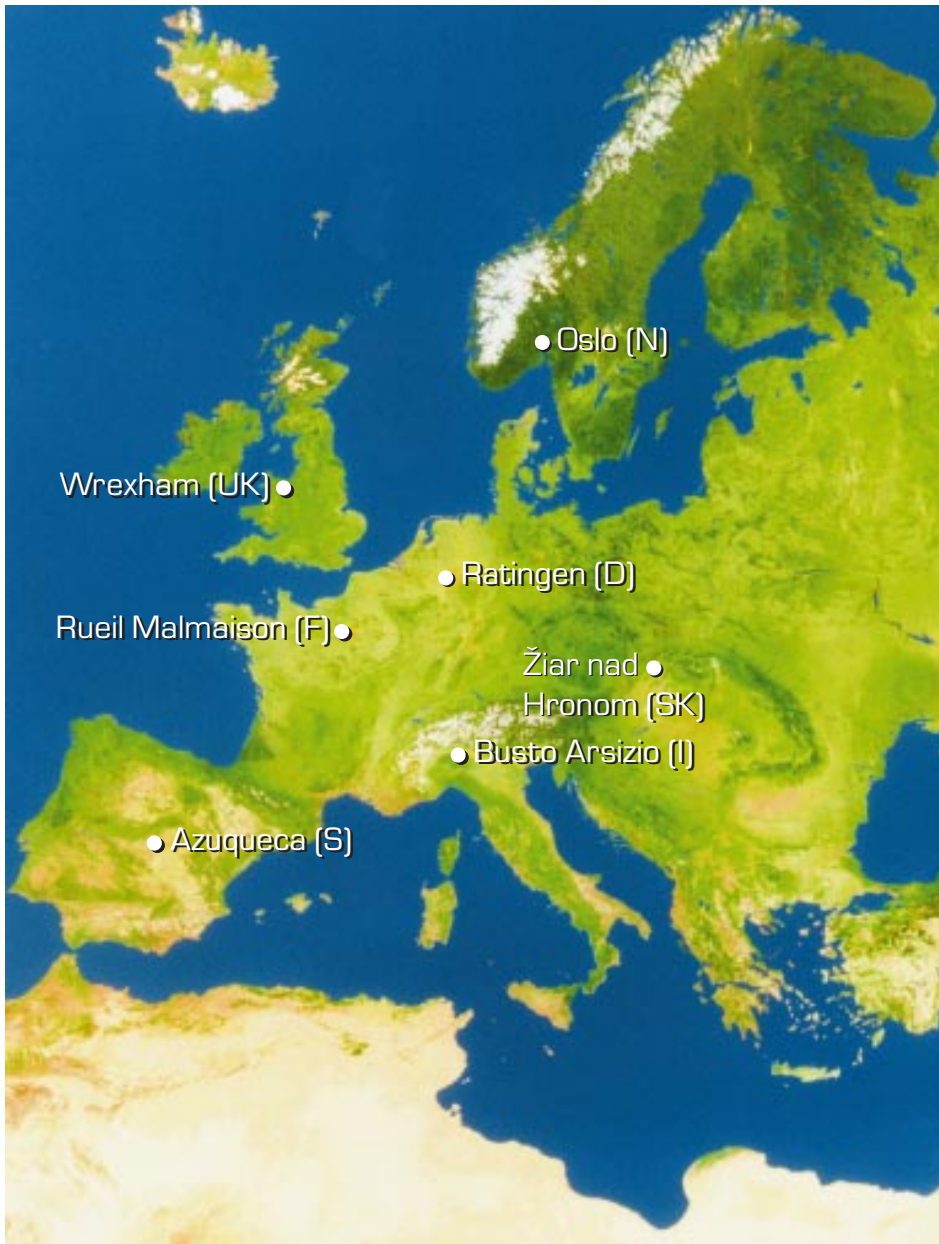 Oslo (N)
Wrexham (UK)
Ratingen (D)
Rueil Malmaison (F)
Žiar nad
Hronom (SK)
Busto Arsizio (I)
Azuqueca (S)